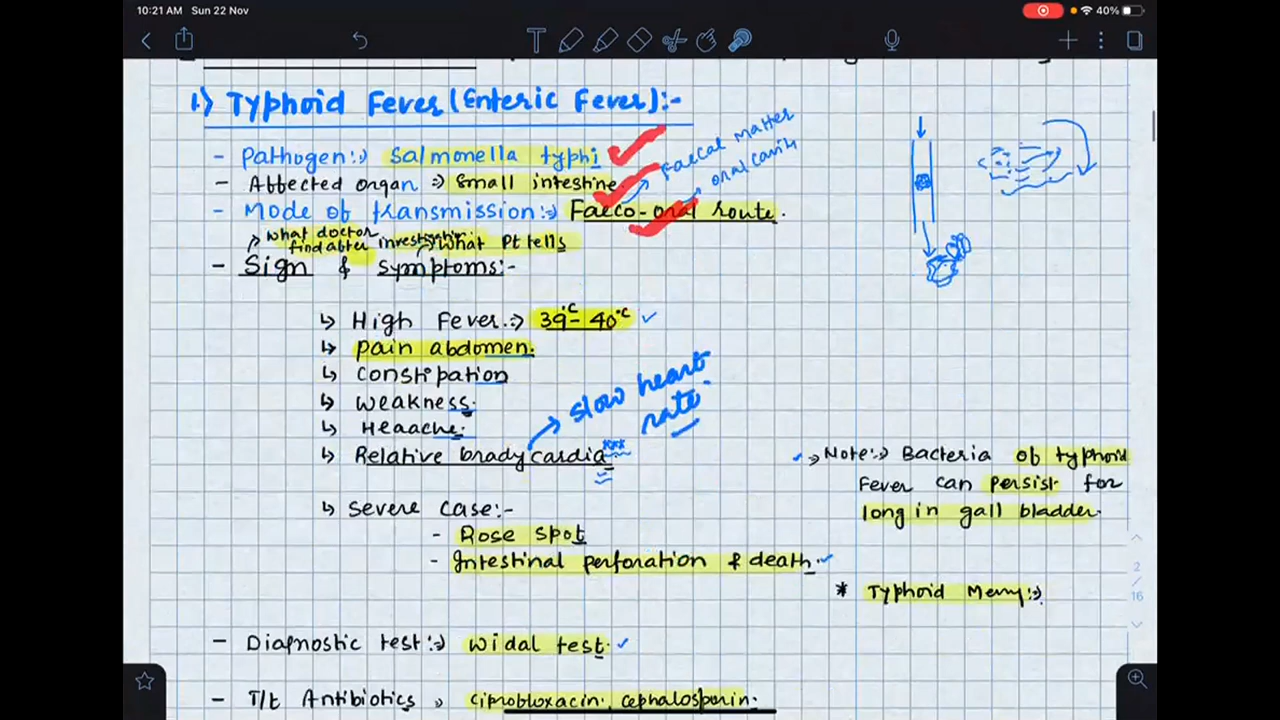 10:21 AM Sun 22 Nov
40%
1.) Typhoid Fever (Enteric Fever):-
- Pathogen:→ Salmonella typhi
Faecal matter
- Affected organ ⇒ Small intestine.
oral cavity
- Mode of transmission:→ Faeco-oral route.
what doctor
find after investigation.
what Pt tells
- Sign & symptoms:-
↳ High Fever:→ 39°C- 40°C
↳ Pain abdomen.
↳ Constipation
↳ Weakness.
↳ Heaache.
slow heart
rate.
↳ Relative bradycardia ***
→ Note:→ Bacteria of typhoid
Fever can persist for
long in gall bladder.
↳ Severe case:-
- Rose spot
- Intestinal perforation & death.
* Typhoid Merry:→
2
/
16
- Diagnostic test:→ Widal test.
- T/t Antibiotics → Ciprofloxacin, cephalosporin.